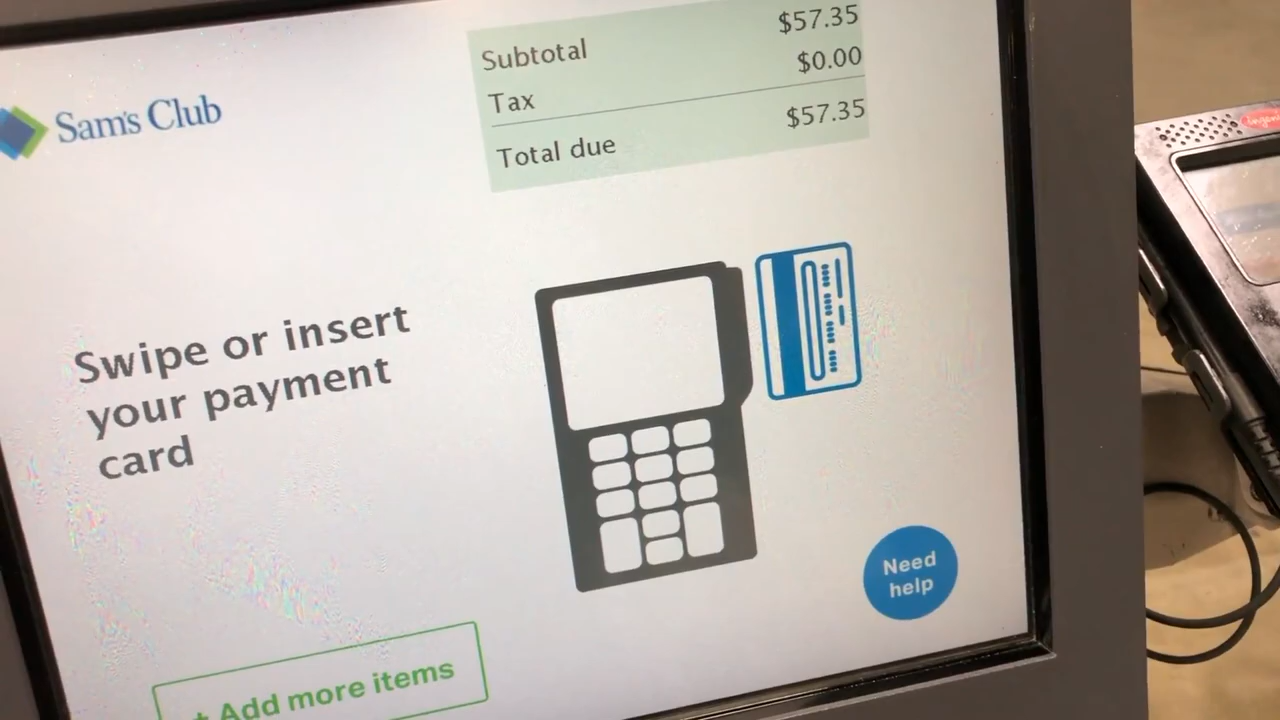 Sam's Club
Subtotal $57.35
Tax $0.00
Total due $57.35
Swipe or insert
your payment
card
Need
help
+ Add more items